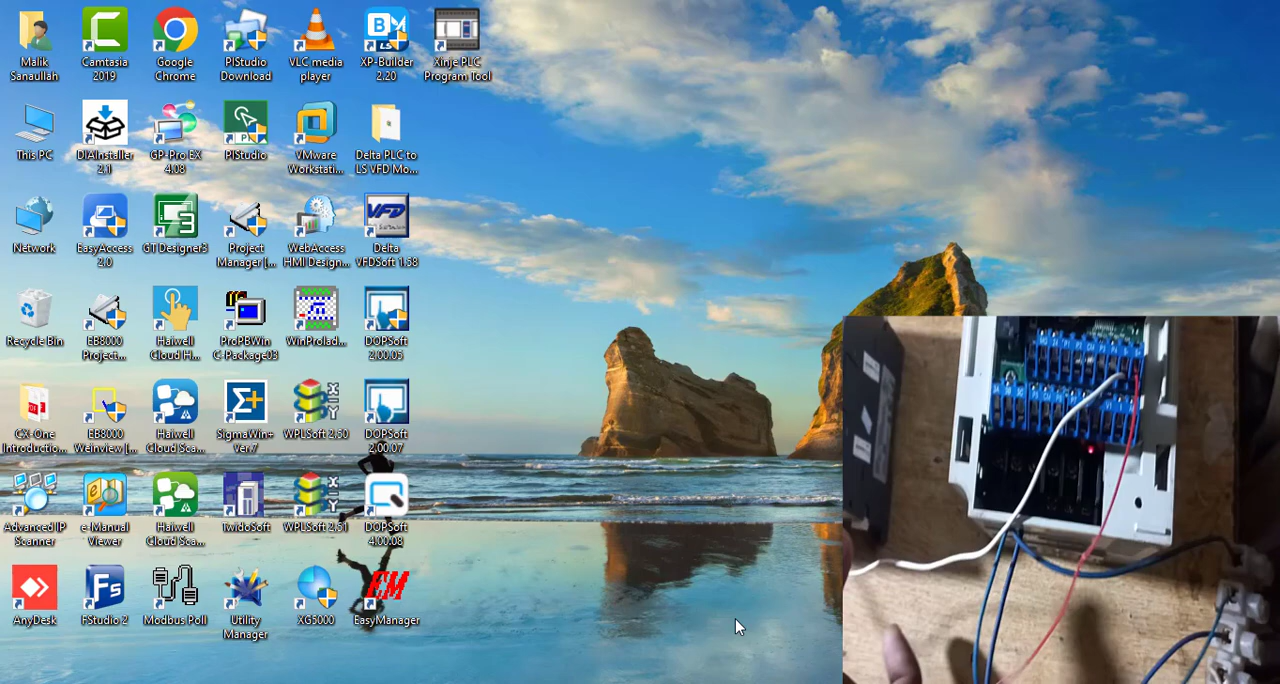 Malik
Sanaullah
Camtasia
2019
Google
Chrome
PIStudio
Download
VLC media
player
XP-Builder
2.20
Xinje PLC
Program Tool
This PC
DIAInstaller
2.1
GP-Pro EX
4.08
PIStudio
VMware
Workstati...
Delta PLC to
LS VFD Mo...
Network
EasyAccess
2.0
GT Designer3
Project
Manager [...
WebAccess
HMI Design...
Delta
VFDSoft 1.58
Recycle Bin
EB8000
Project...
Haiwell
Cloud H...
ProPBWin
C-Package03
WinProlad...
DOPSoft
2.00.05
CX-One
Introductio...
EB8000
Weinview [...
Haiwell
Cloud Sca...
SigmaWin+
Ver.7
WPLSoft 2.50
DOPSoft
2.00.07
Advanced IP
Scanner
e-Manual
Viewer
Haiwell
Cloud Sca...
TwidoSoft
WPLSoft 2.51
DOPSoft
4.00.08
AnyDesk
FStudio 2
Modbus Poll
Utility
Manager
XG5000
EasyManager